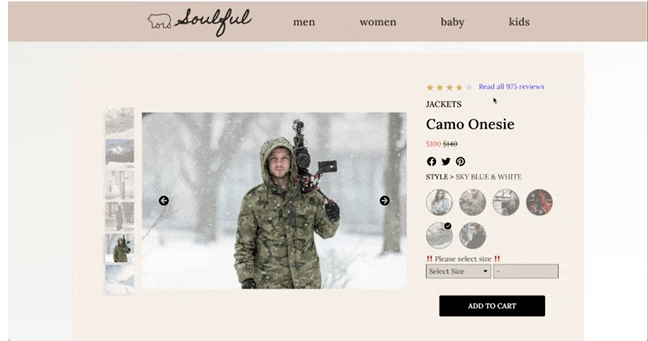 Soulful
men women baby kids
Read all 975 reviews
JACKETS
Camo Onesie
$100 $140
STYLE > SKY BLUE & WHITE
!! Please select size !!
Select Size -
ADD TO CART